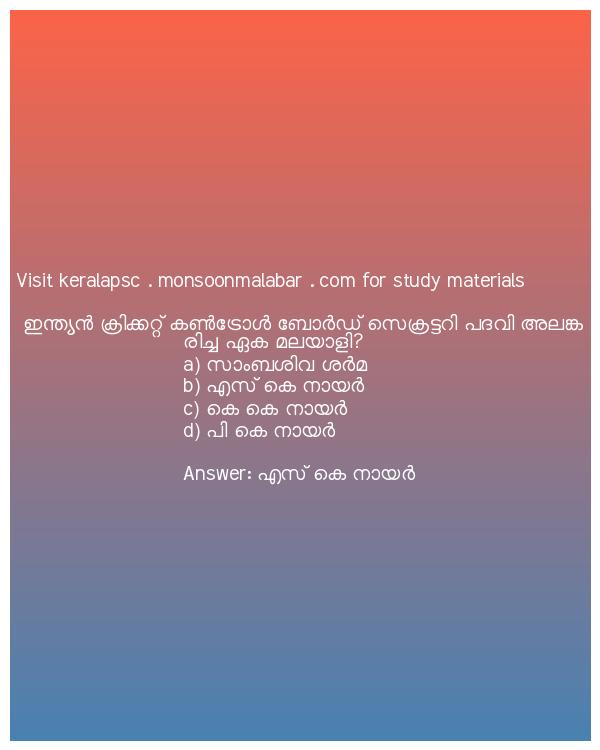 Visit keralapsc . monsoonmalabar . com for study materials
ഇന്ത്യൻ ക്രിക്കറ്റ് കൺട്രോൾ ബോർഡ് സെക്രട്ടറി പദവി അലങ്ക
രിച്ച ഏക മലയാളി?
a) സാംബശിവ ശർമ
b) എസ് കെ നായർ
c) കെ കെ നായർ
d) പി കെ നായർ
Answer: എസ് കെ നായർ